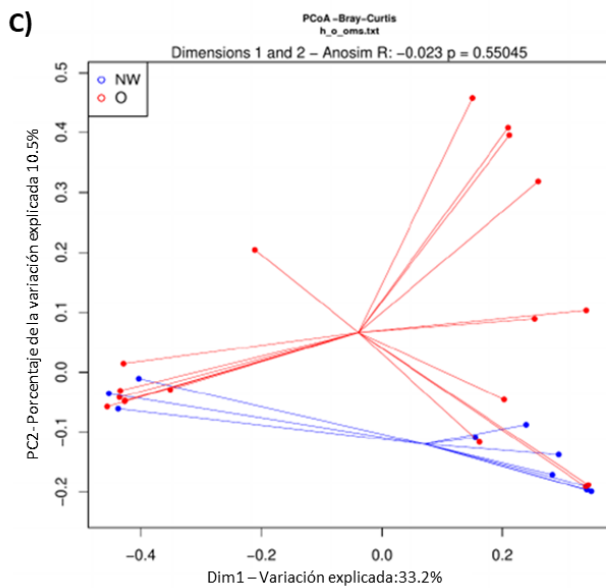 C)
PCoA -Bray-Curtis
h_o_oms.txt
Dimensions 1 and 2 – Anosim R: −0.023 p = 0.55045
NW
O
PC2- Porcentaje de la variación explicada 10.5%
0.5
0.4
0.3
0.2
0.1
0.0
−0.1
−0.2
−0.4
−0.2
0.0
0.2
Dim1 – Variación explicada:33.2%